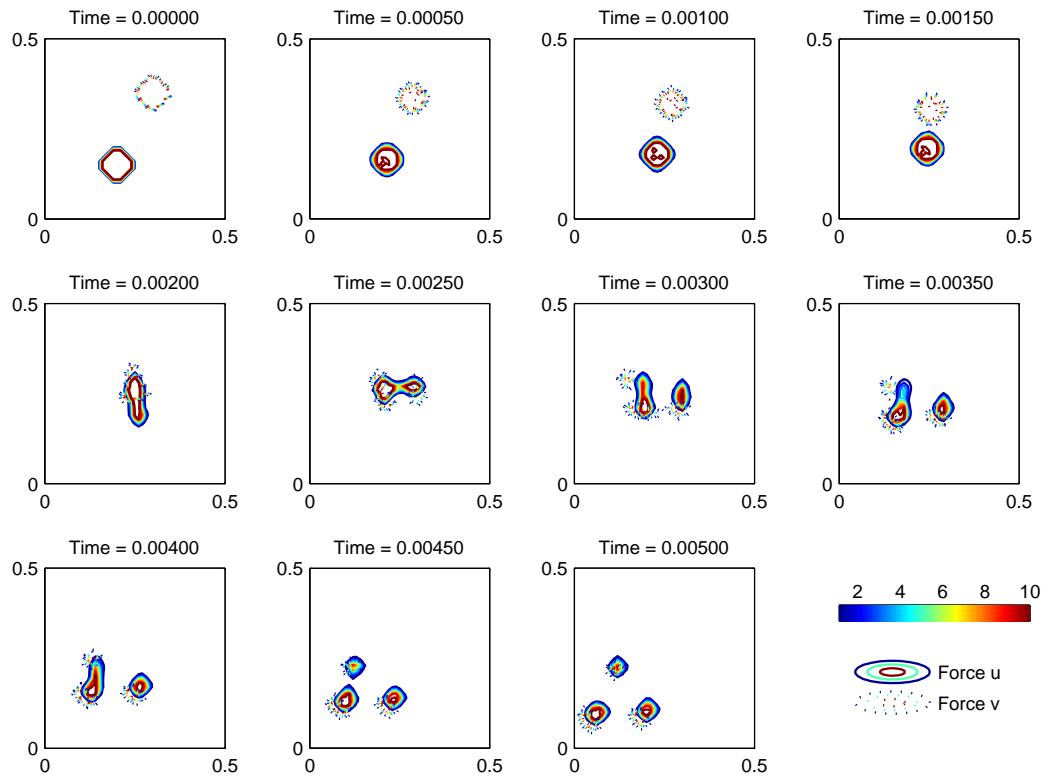 Time = 0.00000 Time = 0.00050 Time = 0.00100 Time = 0.00150
0.5 0.5 0.5 0.5
0 0 0 0
0 0.5 0 0.5 0 0.5 0 0.5
Time = 0.00200 Time = 0.00250 Time = 0.00300 Time = 0.00350
0.5 0.5 0.5 0.5
0 0 0 0
0 0.5 0 0.5 0 0.5 0 0.5
Time = 0.00400 Time = 0.00450 Time = 0.00500
0.5 0.5 0.5
2 4 6 8 10
Force u
Force v
0 0 0
0 0.5 0 0.5 0 0.5